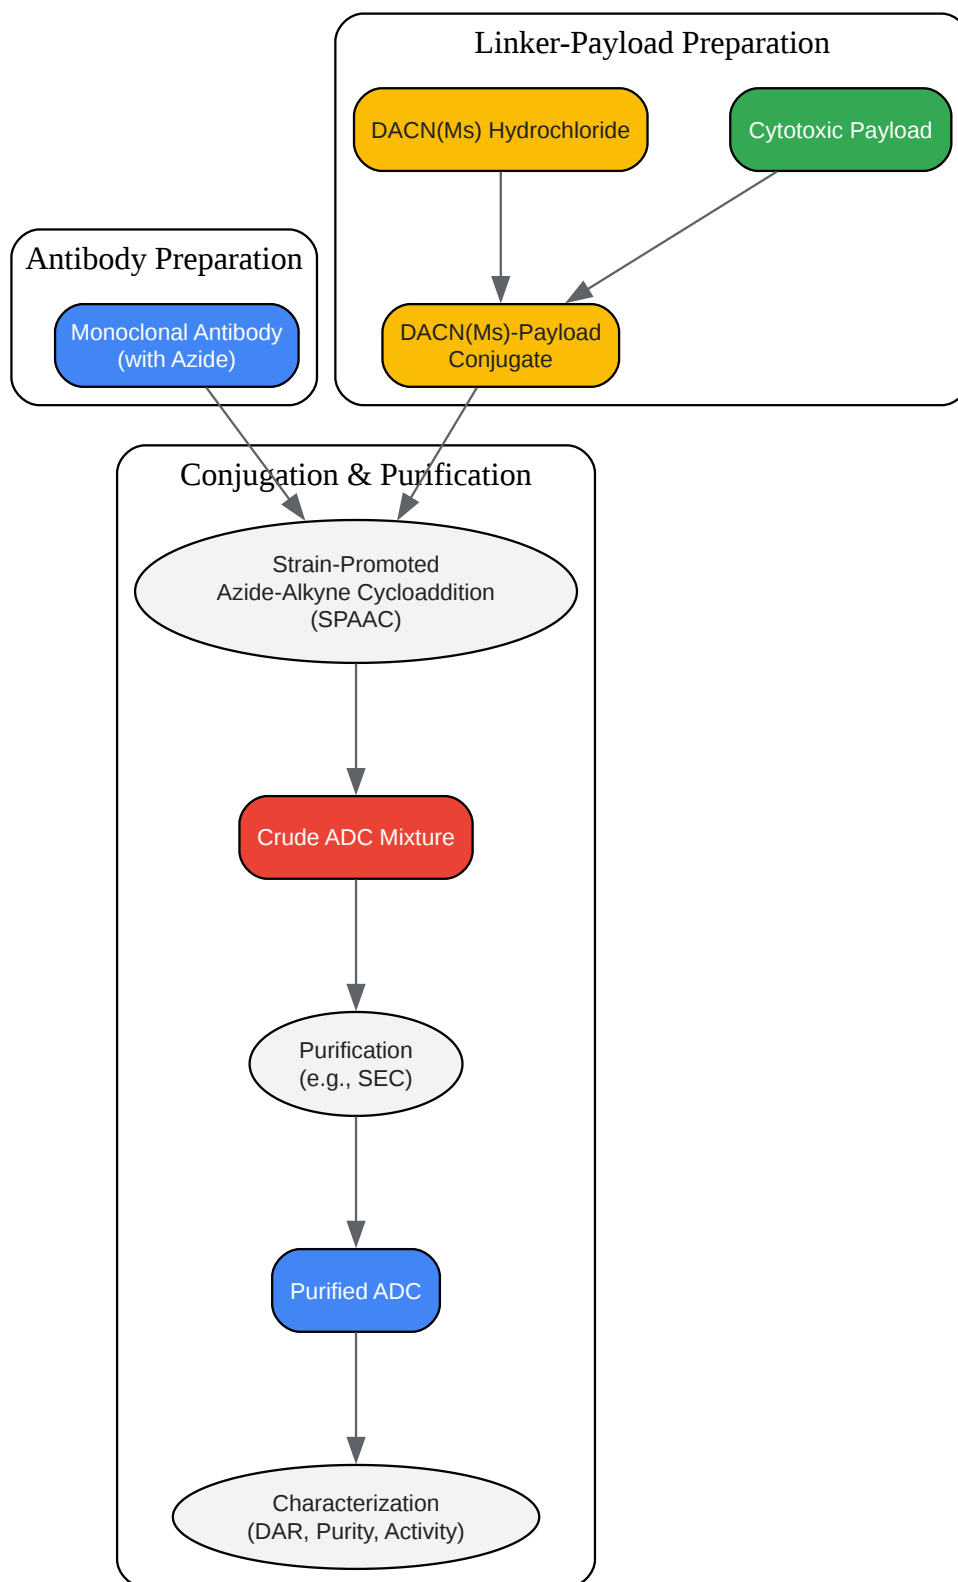 Linker-Payload Preparation
DACN(Ms) Hydrochloride
Cytotoxic Payload
Antibody Preparation
Monoclonal Antibody
(with Azide)
DACN(Ms)-Payload
Conjugate
Conjugation & Purification
Strain-Promoted
Azide-Alkyne Cycloaddition
(SPAAC)
Crude ADC Mixture
Purification
(e.g., SEC)
Purified ADC
Characterization
(DAR, Purity, Activity)